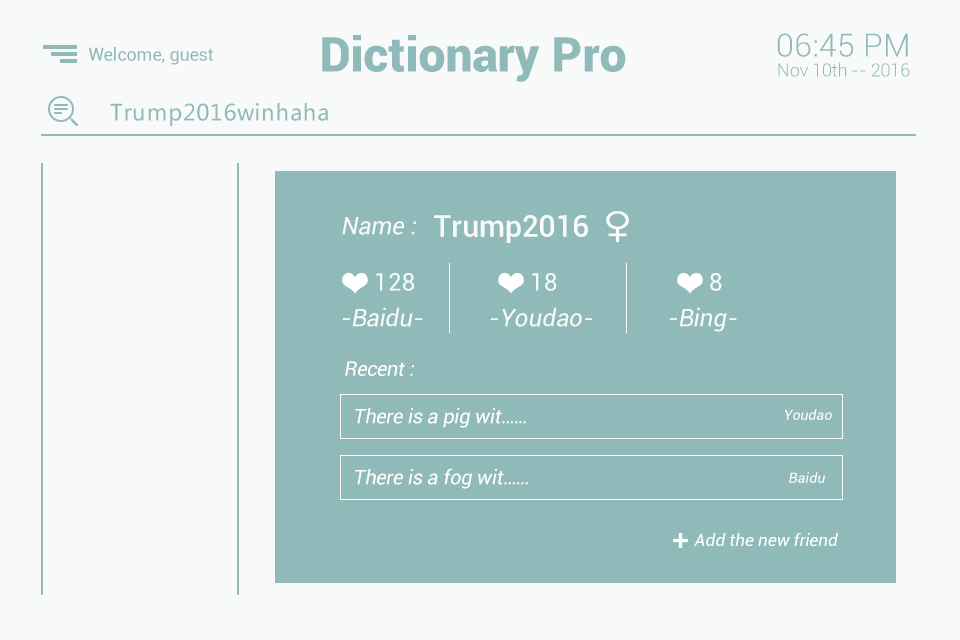 Welcome, guest
Dictionary Pro
06:45 PM
Nov 10th -- 2016
Trump2016winhaha
Name : Trump2016
128
18
8
-Baidu-
-Youdao-
-Bing-
Recent :
There is a pig wit......
Youdao
There is a fog wit......
Baidu
Add the new friend